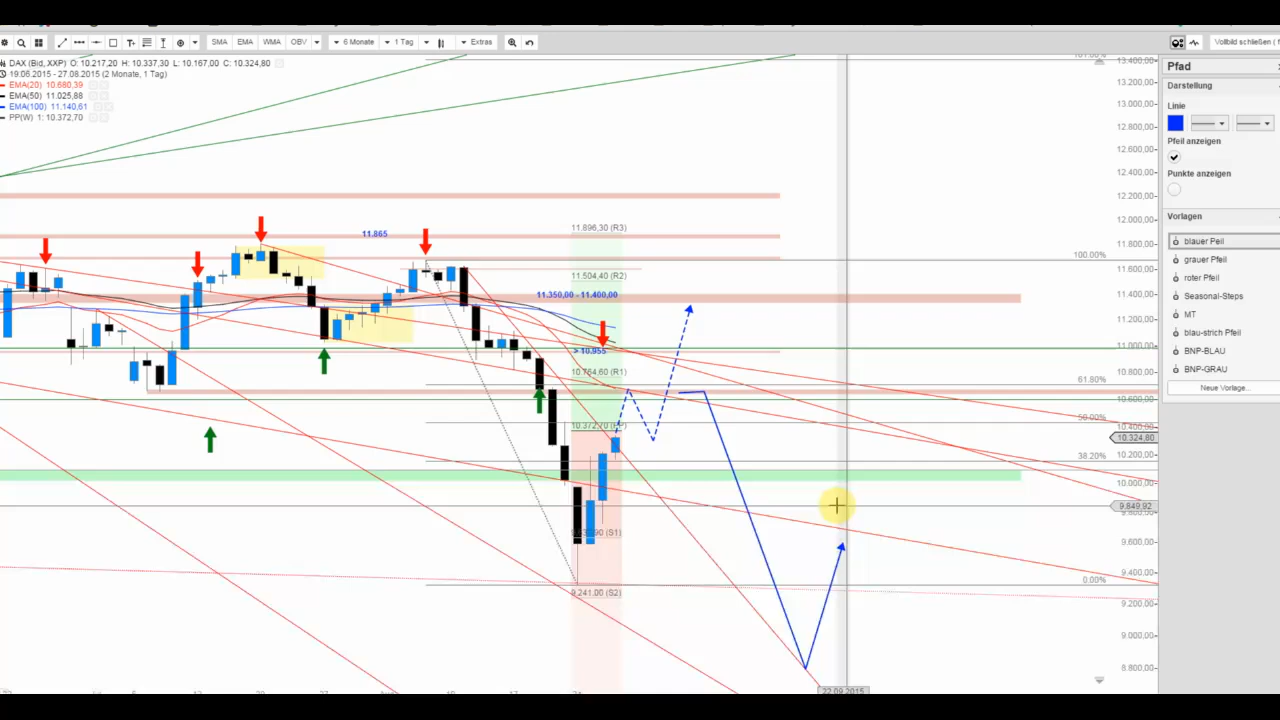 SMA EMA WMA OBV 6 Monate 1 Tag Extras Vollbild schließen ( f
DAX (Bid, XXP) O: 10.217,20 H: 10.337,30 L: 10.167,00 C: 10.324,80
19.06.2015 - 27.08.2015 (2 Monate, 1 Tag)
EMA(20) 10.680,39
EMA(50) 11.025,88
EMA(100) 11.140,61
PP(W) 1: 10.372,70
13.400,00
13.200,00
13.000,00
12.800,00
12.600,00
12.400,00
12.200,00
12.000,00
11.800,00
11.600,00
11.400,00
11.200,00
11.000,00
10.800,00
10.600,00
10.324,80
10.200,00
10.000,00
9.849,92
9.600,00
9.400,00
9.200,00
9.000,00
8.800,00
11.896,30 (R3)
11.865
100.00%
11.504,40 (R2)
11.350,00 - 11.400,00
> 10.955
10.764,60 (R1)
61.80%
50.00%
38.20%
0.00%
9.241,00 (S2)
22.09.2015
Pfad
Darstellung
Linie
Pfeil anzeigen
Punkte anzeigen
Vorlagen
blauer Peil
grauer Pfeil
roter Pfeil
Seasonal-Steps
MT
blau-strich Pfeil
BNP-BLAU
BNP-GRAU
Neue Vorlage...